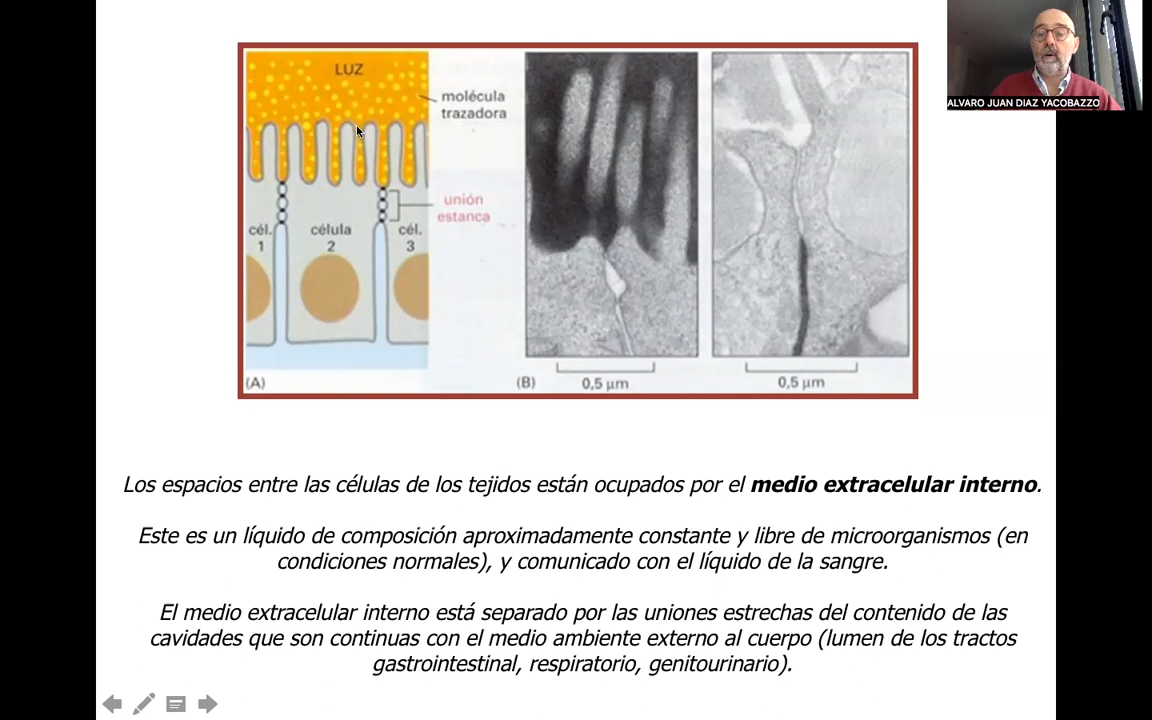 ALVARO JUAN DIAZ YACOBAZZO
LUZ
molécula
trazadora
unión
estanca
cél.
1
célula
2
cél.
3
(A)
(B)
0,5 µm
0,5 µm
Los espacios entre las células de los tejidos están ocupados por el medio extracelular interno.
Este es un líquido de composición aproximadamente constante y libre de microorganismos (en
condiciones normales), y comunicado con el líquido de la sangre.
El medio extracelular interno está separado por las uniones estrechas del contenido de las
cavidades que son continuas con el medio ambiente externo al cuerpo (lumen de los tractos
gastrointestinal, respiratorio, genitourinario).